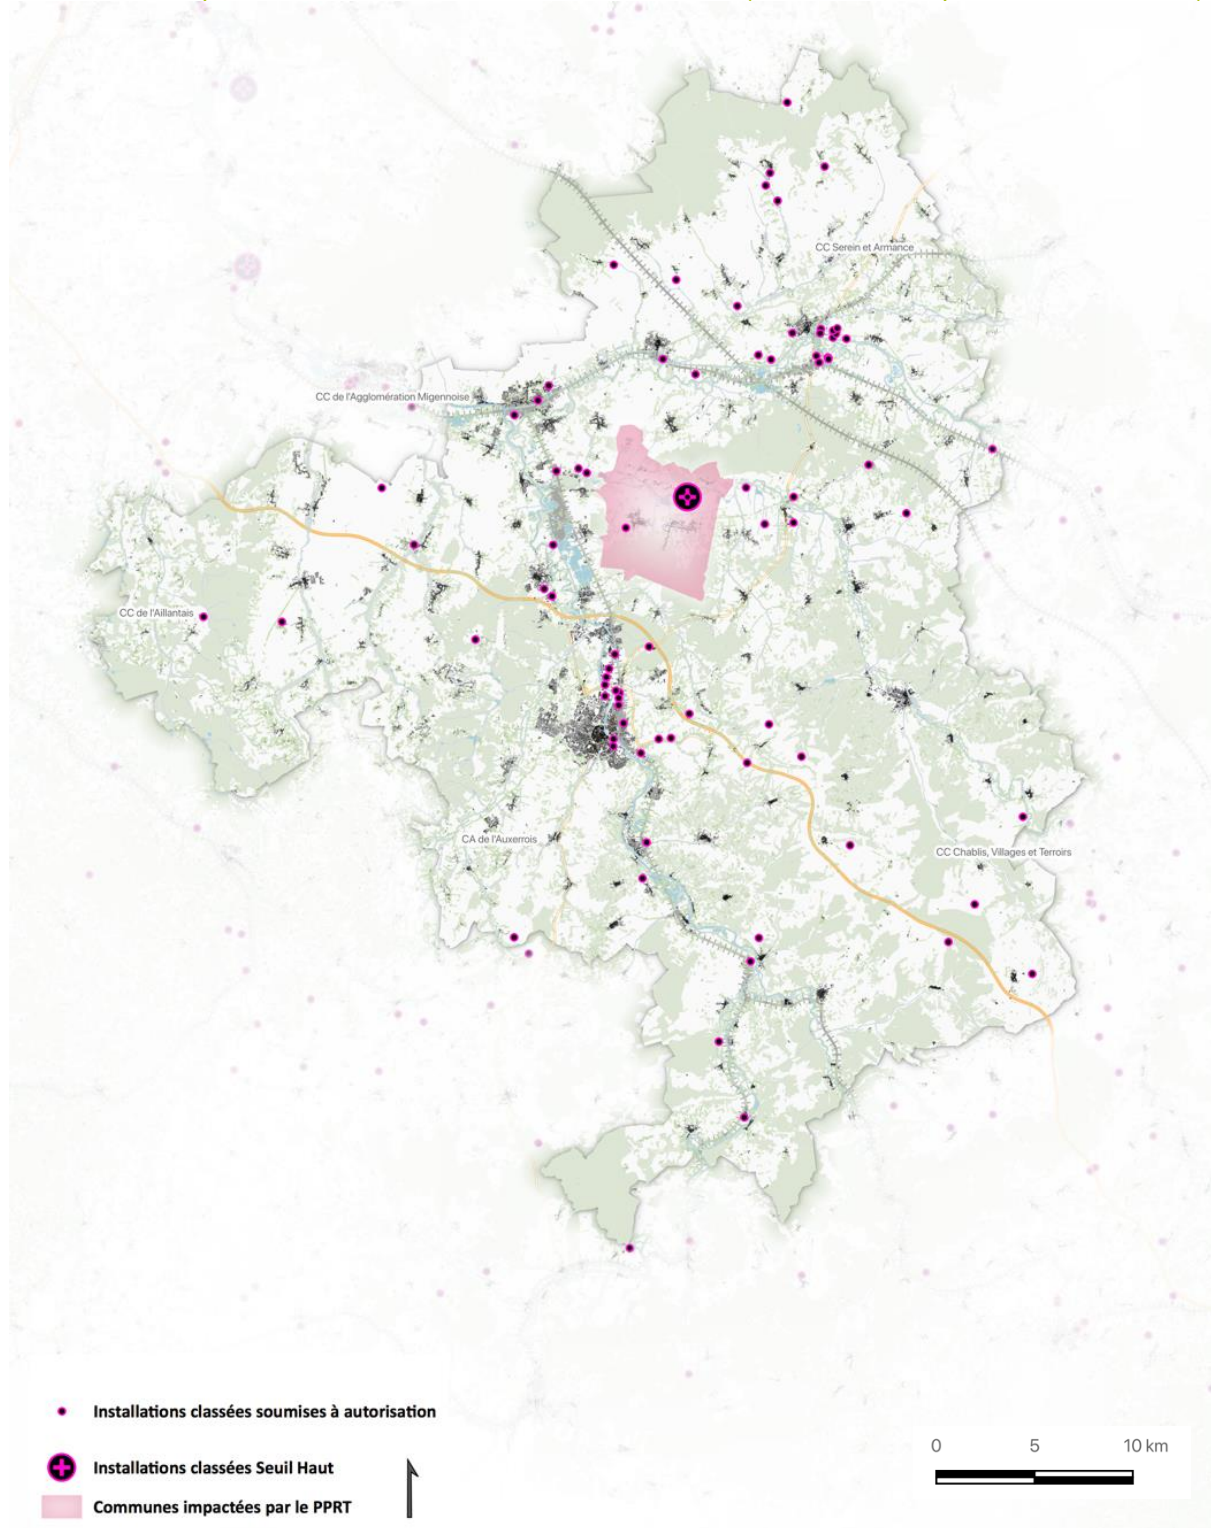 CC Serein et Armance
CC de l'Agglomération Migennoise
CC de l'Aillantais
CA de l'Auxerrois
CC Chablis, Villages et Terroirs
Installations classées soumises à autorisation
Installations classées Seuil Haut
Communes impactées par le PPRT
0 5 10 km